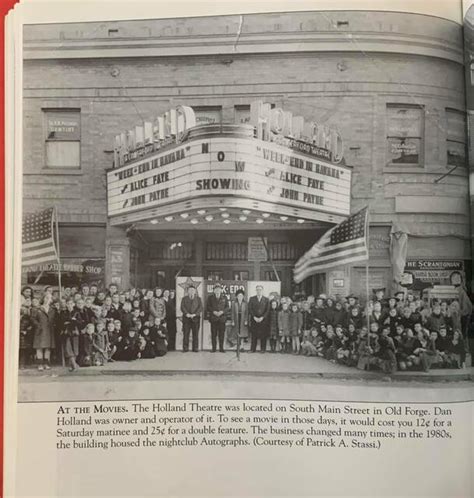 HOLLAND
HOLLAND
"WEEK-END IN HAVANA"
ALICE FAYE
JOHN PAYNE
NOW
SHOWING
"WEEK-END IN HAVANA"
ALICE FAYE
JOHN PAYNE
BARBER SHOP
WEEK-END
THE SCRANTONIAN
AT THE MOVIES. The Holland Theatre was located on South Main Street in Old Forge. Dan
Holland was owner and operator of it. To see a movie in those days, it would cost you 12¢ for a
Saturday matinee and 25¢ for a double feature. The business changed many times; in the 1980s,
the building housed the nightclub Autographs. (Courtesy of Patrick A. Stassi.)